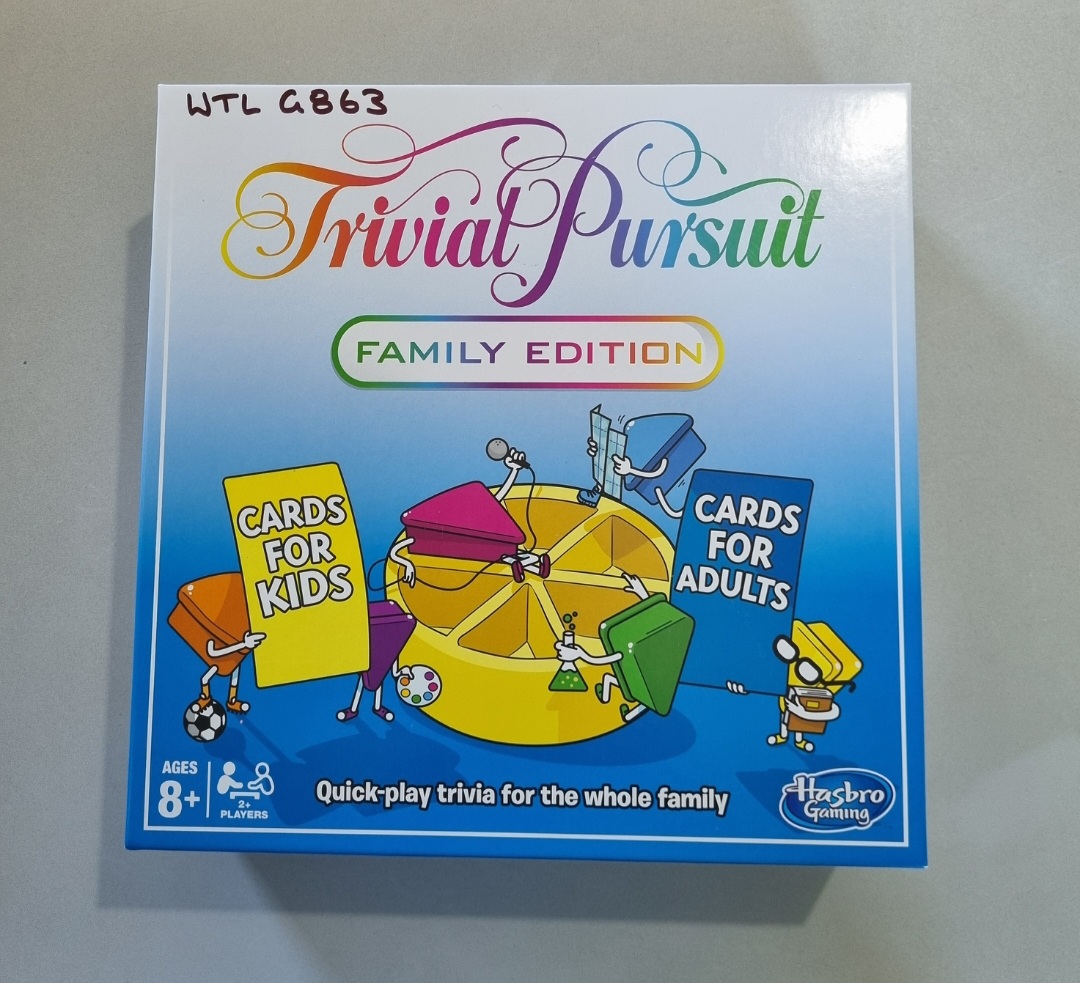 WTL G863
Trivial Pursuit
FAMILY EDITION
CARDS
FOR
KIDS
CARDS
FOR
ADULTS
AGES
8+
2+
PLAYERS
Quick-play trivia for the whole family
Hasbro
Gaming